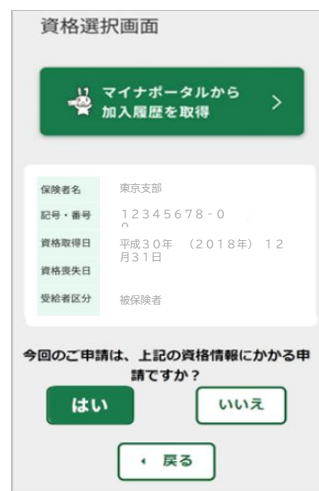 資格選択画面
マイナポータルから
加入履歴を取得
保険者名 東京支部
記号・番号 12345678-0
資格取得日 平成30年 (2018年) 12
月31日
資格喪失日
受給者区分 被保険者
今回のご申請は、上記の資格情報にかかる申
請ですか?
はい いいえ
戻る